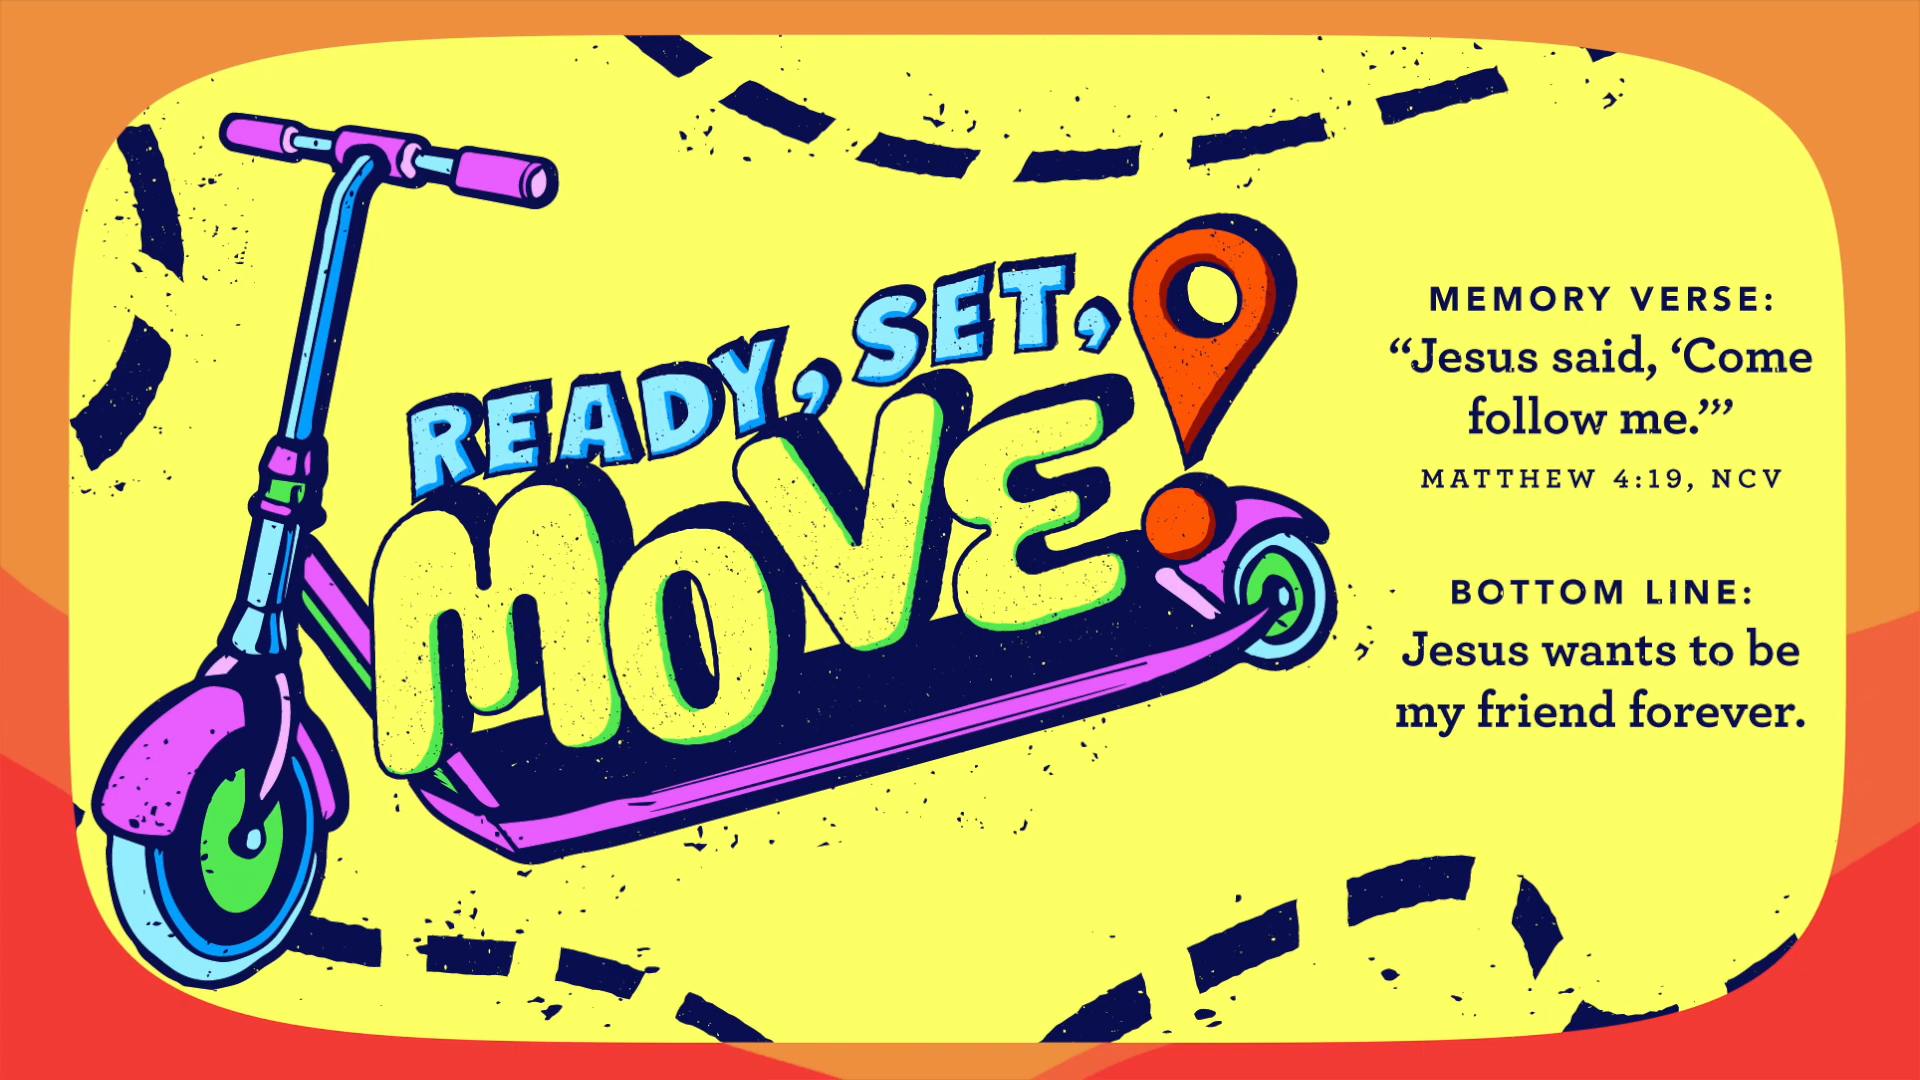 READY, SET,
MOVE!
MEMORY VERSE:
“Jesus said, ‘Come
follow me.’”
MATTHEW 4:19, NCV
BOTTOM LINE:
Jesus wants to be
my friend forever.